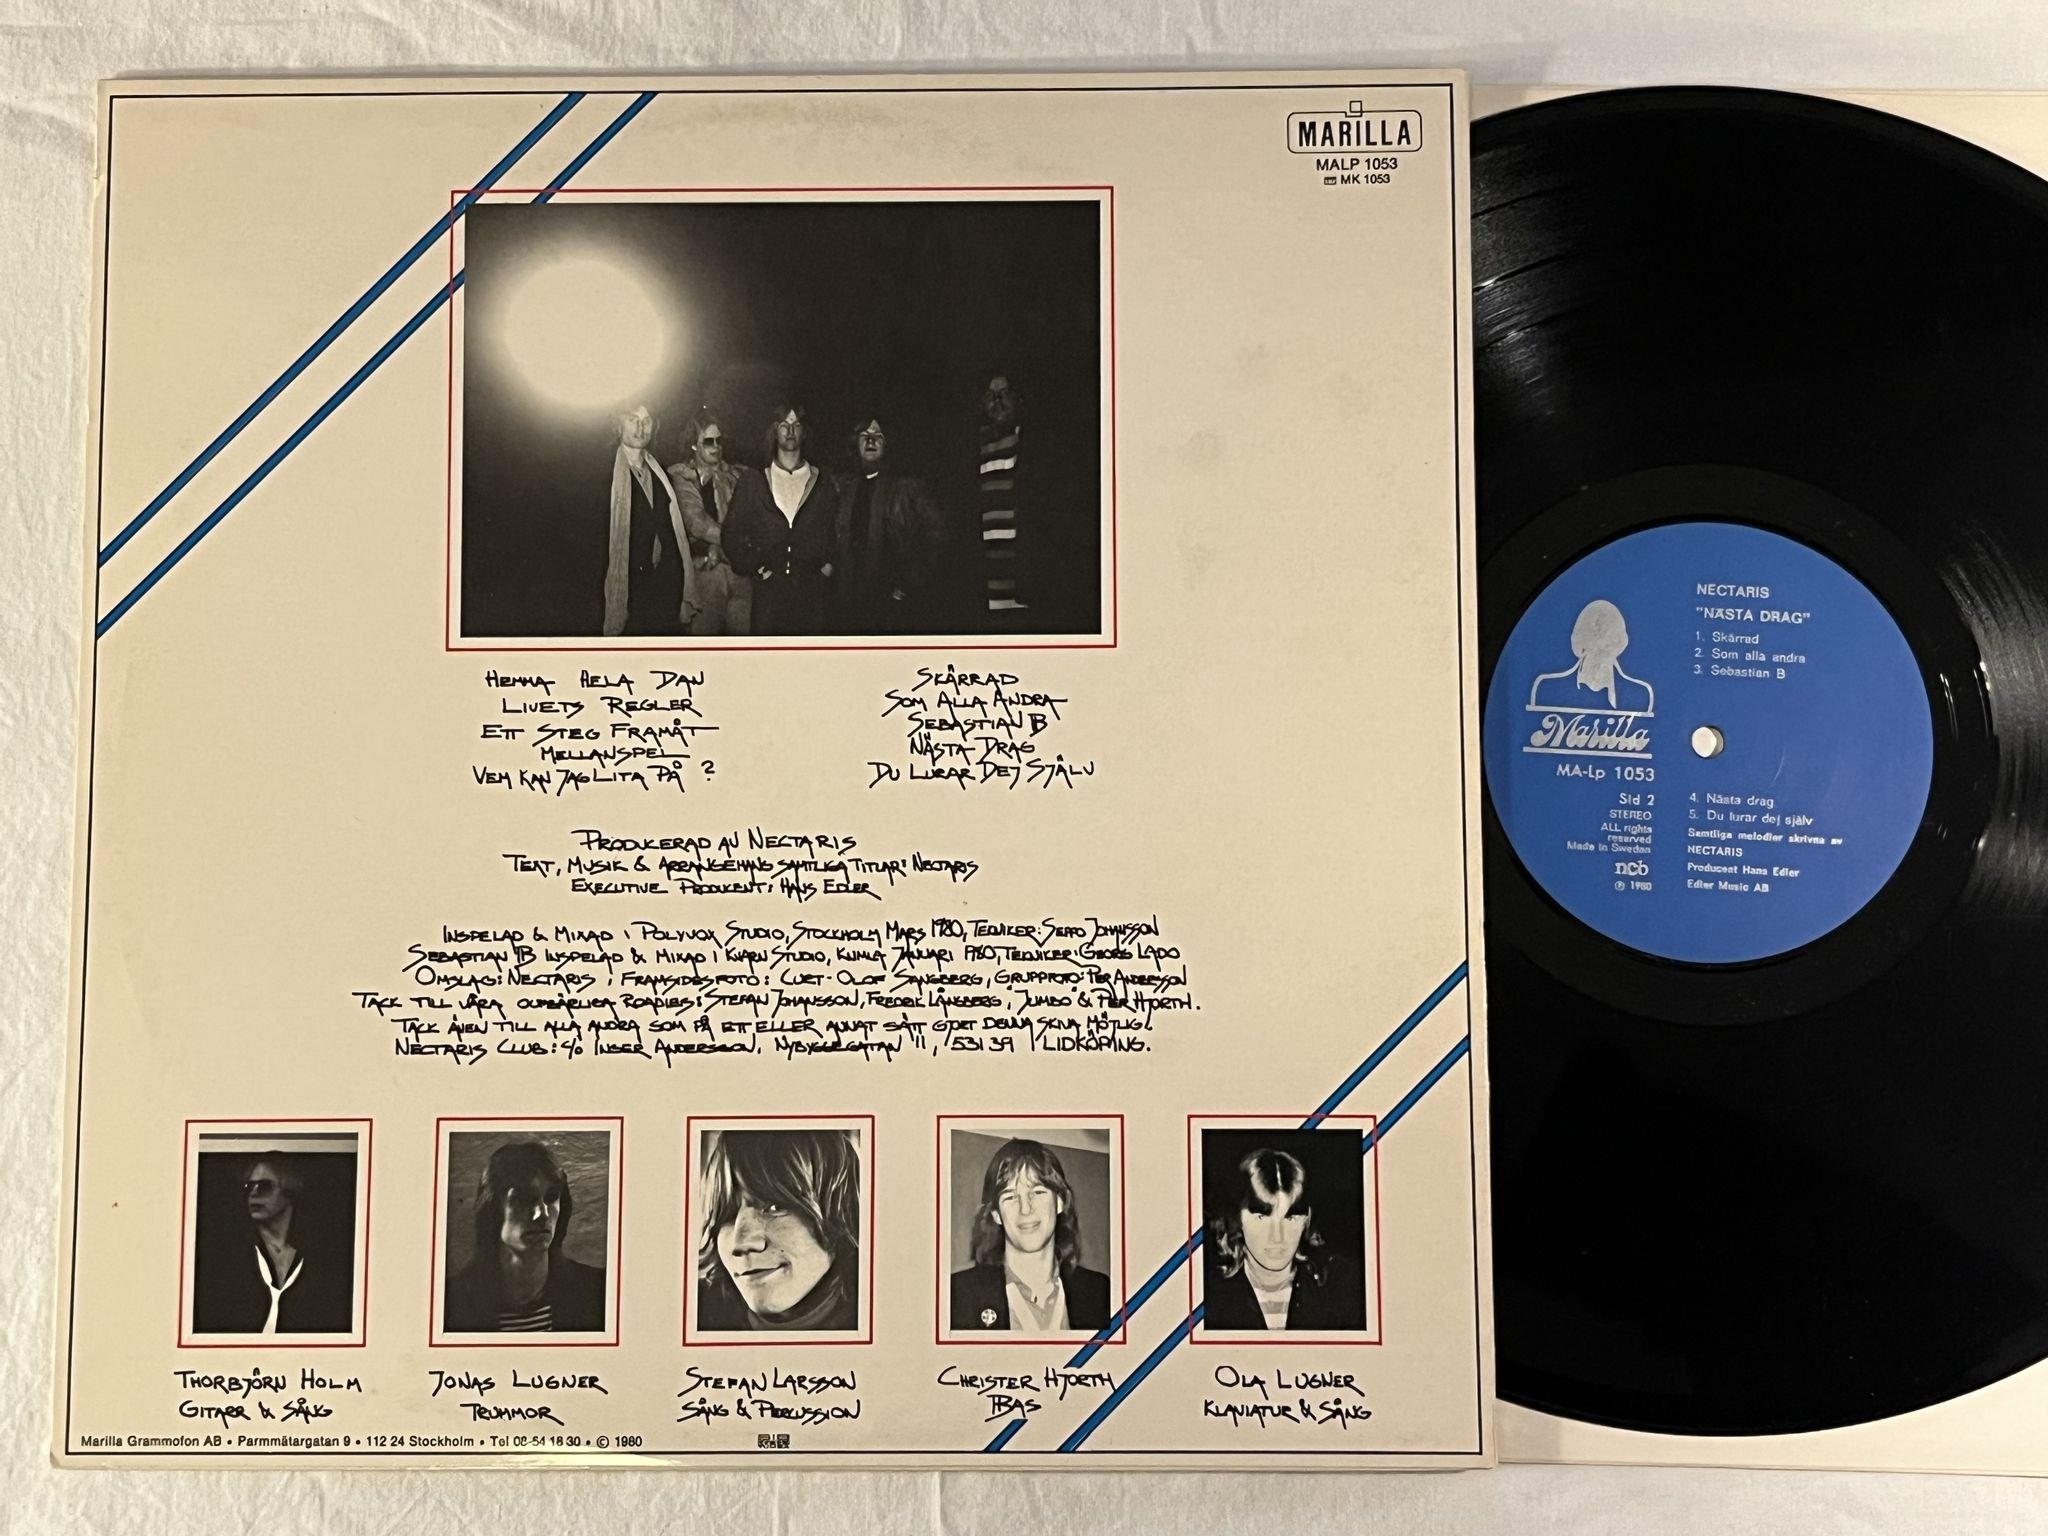 MARILLA
MALP 1053
MK 1053
HEMMA HELA DAN
LIVETS REGLER
ETT STEG FRAMÅT
MELLANSPEL
VEM KAN JAG LITA PÅ ?
SKÄRRAD
SOM ALLA ANDRA
SEBASTIAN B
NÄSTA DRAG
DU LURAR DEJ SJÄLV
PRODUCERAD AV NECTARIS
TEXT, MUSIK & ARRANGEMANG SAMTLIGA TITLAR: NECTARIS
EXECUTIVE PRODUCENT: HANS EDLER
INSPELAD & MIXAD I POLYVOX STUDIO, STOCKHOLM MARS 1980, TEKNIKER: SEPPO JOHANSSON
SEBASTIAN B INSPELAD & MIXAD I KVARN STUDIO, KUMLA JANUARI 1980, TEKNIKER: GEORG LADO
OMSLAG: NECTARIS, FRAMSIDESFOTO: CURT-OLOF SANGBERG, GRUPPFOTO: PER ANDERSSON
TACK TILL VÅRA OUMBÄRLIGA ROADIES: STEFAN JOHANSSON, FREDRIK LÅNGBERG, "JUMBO" & PER HJORTH.
TACK ÄVEN TILL ALLA ANDRA SOM PÅ ETT ELLER ANNAT SÄTT GJORT DENNA SKIVA MÖJLIG.
NECTARIS CLUB: C/O INGER ANDERSSON, NYBYGGEGATAN 11, 531 39 LIDKÖPING.
THORBJÖRN HOLM
GITARR & SÅNG
JONAS LUGNER
TRUMMOR
STEFAN LARSSON
SÅNG & PERCUSSION
CHRISTER HJORTH
BAS
OLA LUGNER
KLAVIATUR & SÅNG
Marilla Grammofon AB • Parmmätargatan 9 • 112 24 Stockholm • Tel 08-54 18 30 • © 1980
NECTARIS
"NÄSTA DRAG"
1. Skärrad
2. Som alla andra
3. Sebastian B
Marilla
MA-Lp 1053
Sid 2
STEREO
ALL rights
reserved
Made in Sweden
ncb
℗ 1980
4. Nästa drag
5. Du lurar dej själv
Samtliga melodier skrivna av
NECTARIS
Producent Hans Edler
Edler Music AB